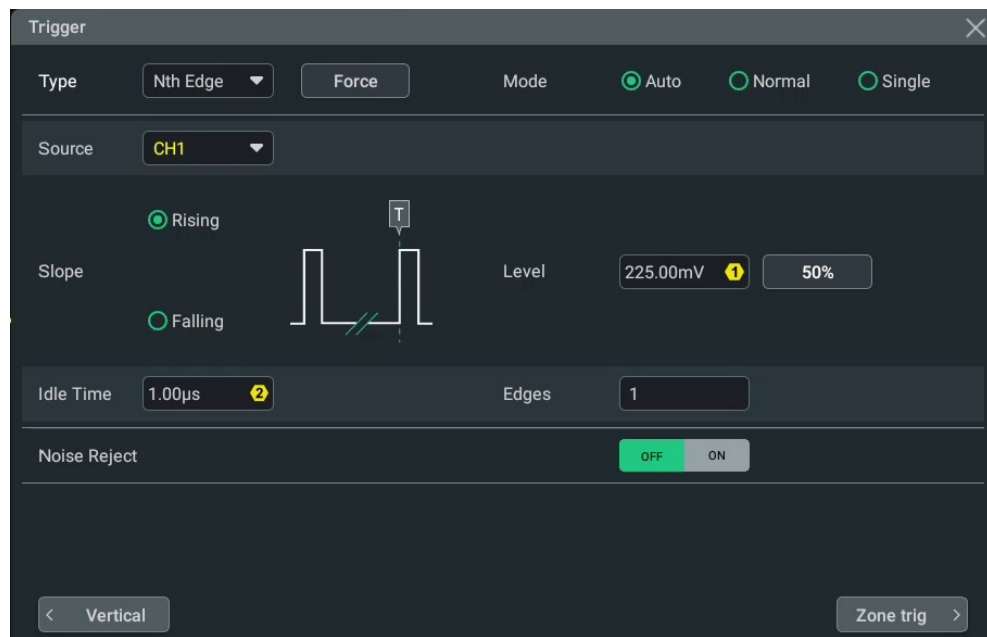 Trigger
Type Nth Edge Force Mode Auto Normal Single
Source CH1
Rising
T
Slope Level 225.00mV 1 50%
Falling
Idle Time 1.00µs 2 Edges 1
Noise Reject OFF ON
< Vertical Zone trig >